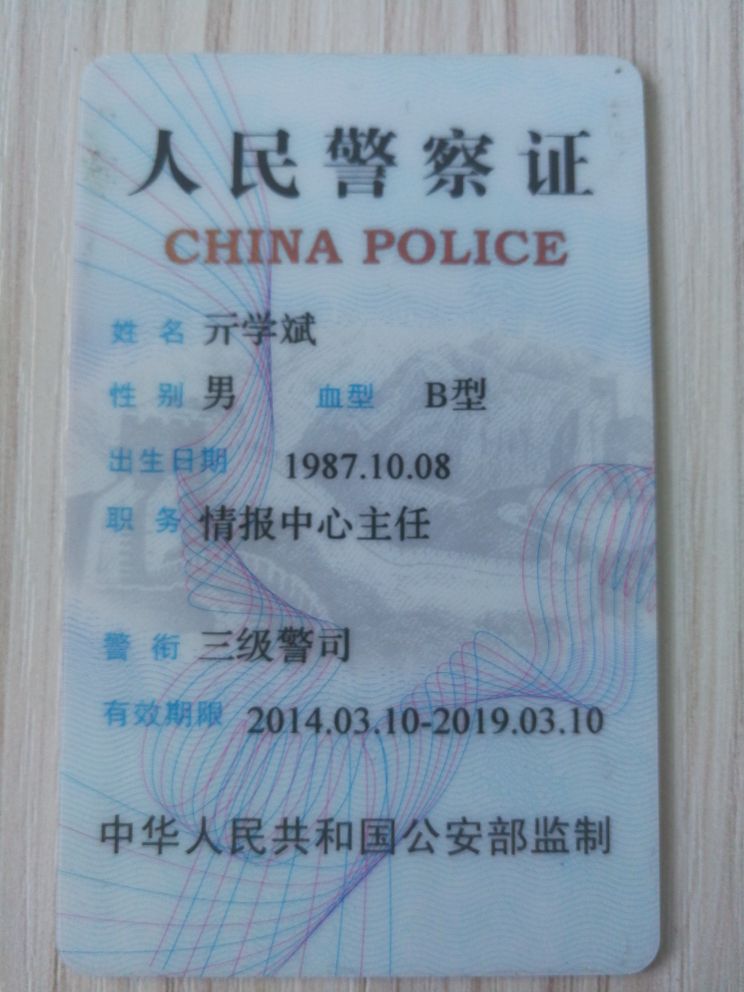 人民警察证
CHINA POLICE
姓 名 亓学斌
性 别 男 血型 B型
出生日期 1987.10.08
职 务 情报中心主任
警 衔 三级警司
有效期限 2014.03.10-2019.03.10
中华人民共和国公安部监制